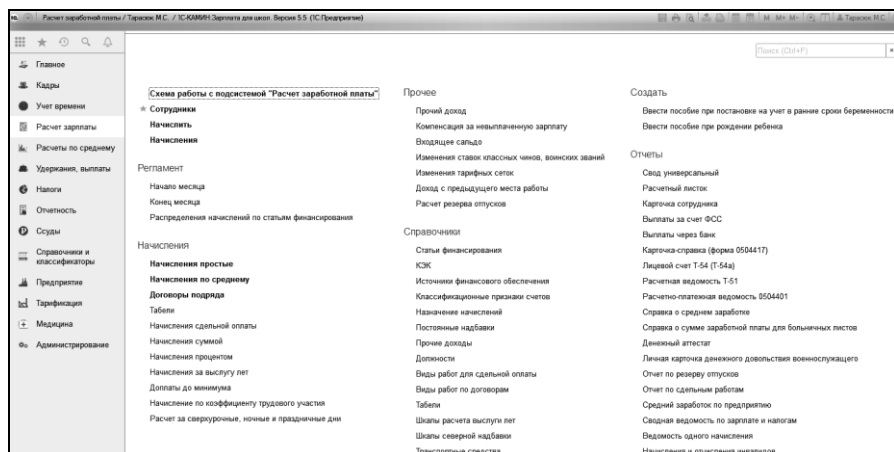 Расчет заработной платы / Тарасюк М.С. / 1С-КАМИН Зарплата для школ. Версия 5.5 (1С:Предприятие)
M M+ M-
Тарасюк М.С.
Поиск (Ctrl+F)
Главное
Кадры
Учет времени
Расчет зарплаты
Расчеты по среднему
Удержания, выплаты
Налоги
Отчетность
Ссуды
Справочники и
классификаторы
Предприятие
Тарификация
Медицина
Администрирование
Схема работы с подсистемой "Расчет заработной платы"
Сотрудники
Начислить
Начисления
Регламент
Начало месяца
Конец месяца
Распределения начислений по статьям финансирования
Начисления
Начисления простые
Начисления по среднему
Договоры подряда
Табели
Начисления сдельной оплаты
Начисления суммой
Начисления процентом
Начисления за выслугу лет
Доплаты до минимума
Начисление по коэффициенту трудового участия
Расчет за сверхурочные, ночные и праздничные дни
Прочее
Прочий доход
Компенсация за невыплаченную зарплату
Входящее сальдо
Изменения ставок классных чинов, воинских званий
Изменения тарифных сеток
Доход с предыдущего места работы
Расчет резерва отпусков
Справочники
Статьи финансирования
КЭК
Источники финансового обеспечения
Классификационные признаки счетов
Назначение начислений
Постоянные надбавки
Прочие доходы
Должности
Виды работ для сдельной оплаты
Виды работ по договорам
Табели
Шкалы расчета выслуги лет
Шкалы северной надбавки
Транспортные средства
Создать
Ввести пособие при постановке на учет в ранние сроки беременности
Ввести пособие при рождении ребенка
Отчеты
Свод универсальный
Расчетный листок
Карточка сотрудника
Выплаты за счет ФСС
Выплаты через банк
Карточка-справка (форма 0504417)
Лицевой счет Т-54 (Т-54а)
Расчетная ведомость Т-51
Расчетно-платежная ведомость 0504401
Справка о среднем заработке
Справка о сумме заработной платы для больничных листов
Денежный аттестат
Личная карточка денежного довольствия военнослужащего
Отчет по резерву отпусков
Отчет по сдельным работам
Средний заработок по предприятию
Сводная ведомость по зарплате и налогам
Ведомость одного начисления
Начисления и отчисления инвалидов